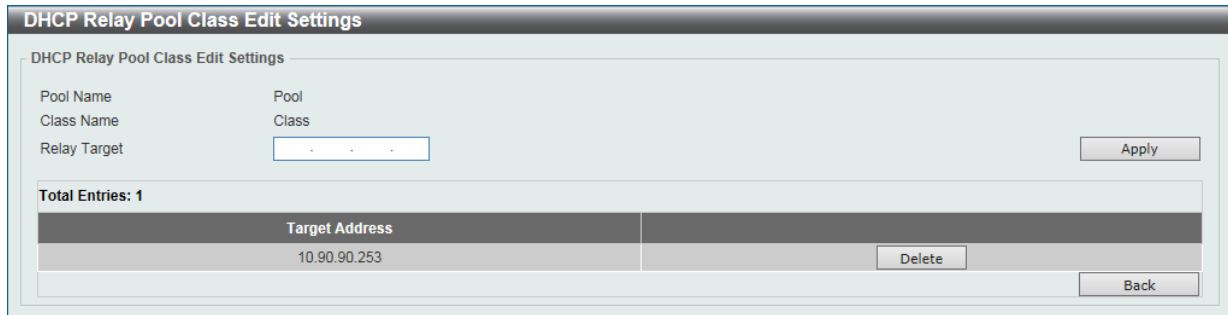 DHCP Relay Pool Class Edit Settings
DHCP Relay Pool Class Edit Settings
Pool Name Pool
Class Name Class
Relay Target . . . Apply
Total Entries: 1
Target Address
10.90.90.253 Delete
Back